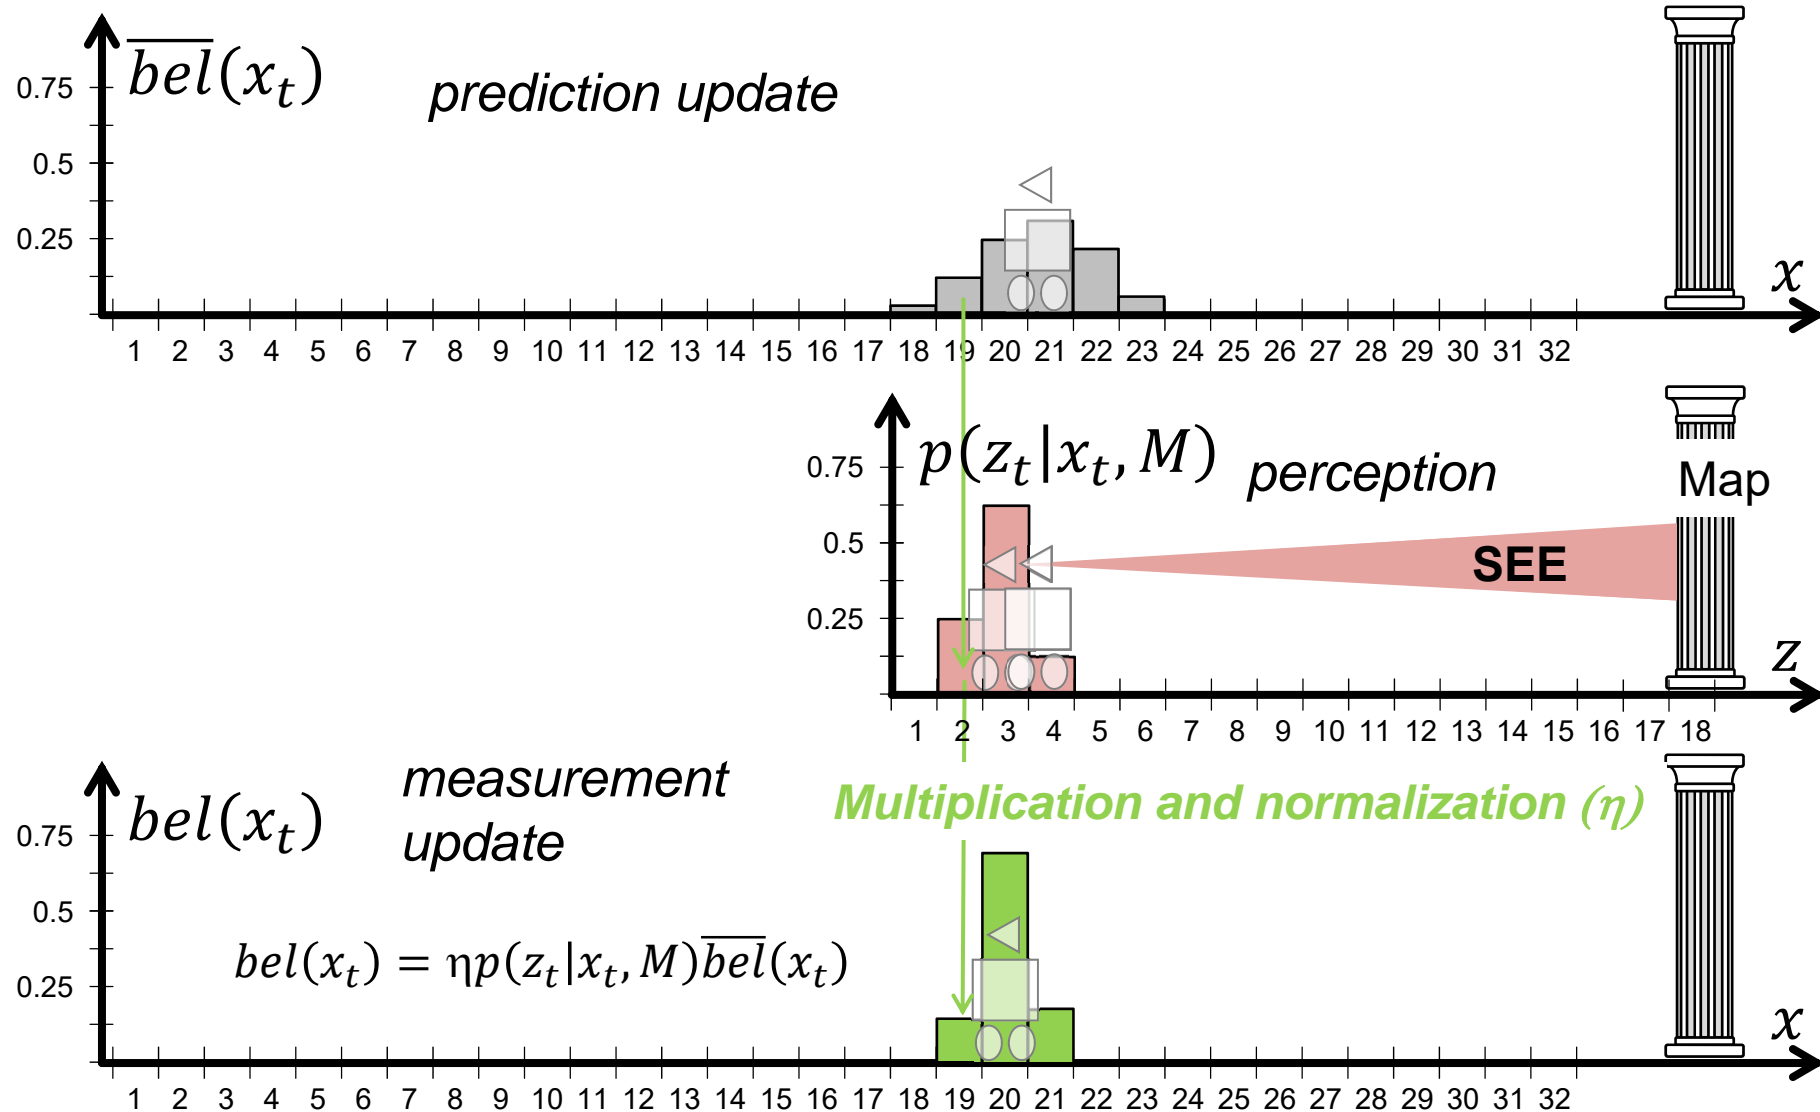 $\overline{bel}(x_t)$ prediction update
0.75
0.5
0.25
x
1 2 3 4 5 6 7 8 9 10 11 12 13 14 15 16 17 18 19 20 21 22 23 24 25 26 27 28 29 30 31 32
$p(z_t|x_t, M)$ perception
Map
0.75
0.5
0.25
SEE
z
1 2 3 4 5 6 7 8 9 10 11 12 13 14 15 16 17 18
$bel(x_t)$ measurement
update
Multiplication and normalization (η)
0.75
0.5
0.25
$bel(x_t) = ηp(z_t|x_t, M)\overline{bel}(x_t)$
x
1 2 3 4 5 6 7 8 9 10 11 12 13 14 15 16 17 18 19 20 21 22 23 24 25 26 27 28 29 30 31 32